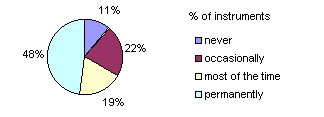 % of instruments
11%
22%
19%
48%
never
occasionally
most of the time
permanently